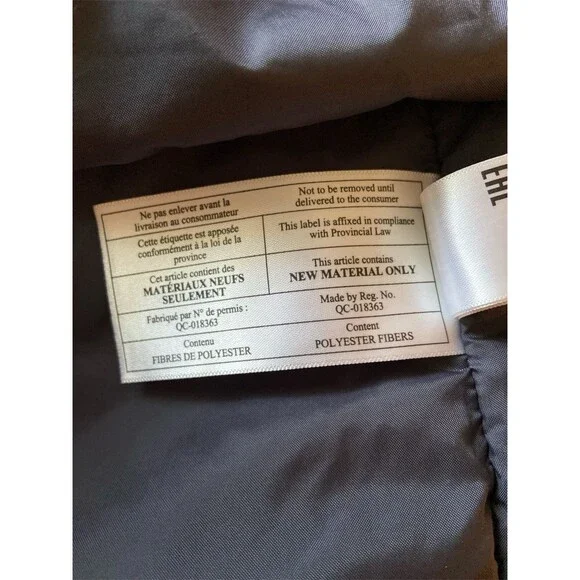 Ne pas enlever avant la
livraison au consommateur
Not to be removed until
delivered to the consumer
Cette étiquette est apposée
conformément à la loi de la
province
This label is affixed in compliance
with Provincial Law
Cet article contient des
MATÉRIAUX NEUFS
SEULEMENT
This article contains
NEW MATERIAL ONLY
Fabriqué par N° de permis :
QC-018363
Made by Reg. No.
QC-018363
Contenu
FIBRES DE POLYESTER
Content
POLYESTER FIBERS
EHL